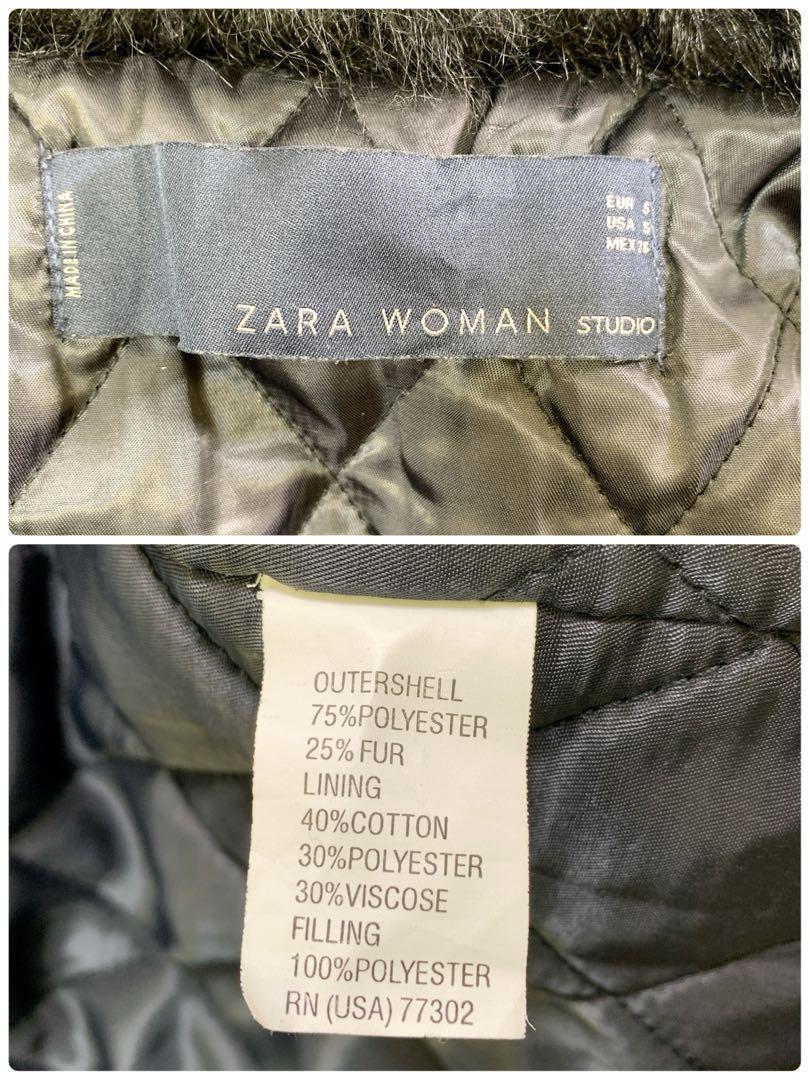 MADE IN CHINA
EUR S
USA S
MEX 26
ZARA WOMAN STUDIO
OUTERSHELL
75%POLYESTER
25% FUR
LINING
40%COTTON
30%POLYESTER
30%VISCOSE
FILLING
100%POLYESTER
RN (USA) 77302